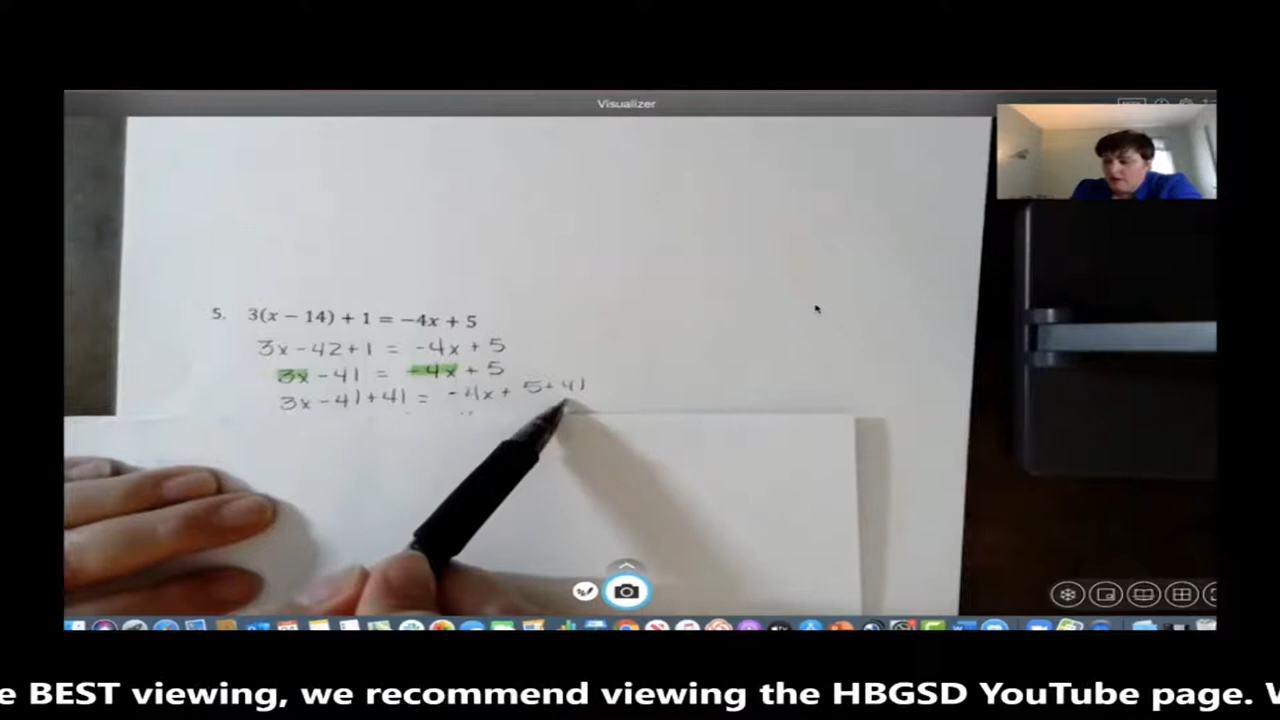 Visualizer
5. 3(x − 14) + 1 = −4x + 5
3x - 42 + 1 = -4x + 5
3x - 41 = -4x + 5
3x - 41 + 41 = -4x + 5 + 41
e BEST viewing, we recommend viewing the HBGSD YouTube page. W